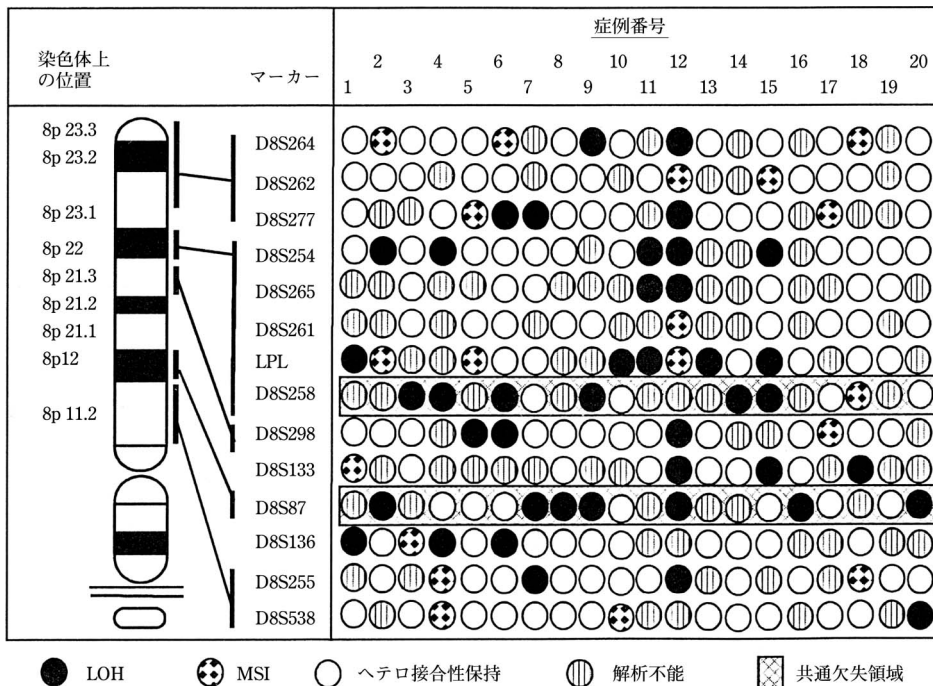 症例番号
染色体上
の位置
マーカー
2 4 6 8 10 12 14 16 18 20
1 3 5 7 9 11 13 15 17 19
8p 23.3
8p 23.2
8p 23.1
8p 22
8p 21.3
8p 21.2
8p 21.1
8p12
8p 11.2
D8S264
D8S262
D8S277
D8S254
D8S265
D8S261
LPL
D8S258
D8S298
D8S133
D8S87
D8S136
D8S255
D8S538
LOH MSI ヘテロ接合性保持 解析不能 共通欠失領域